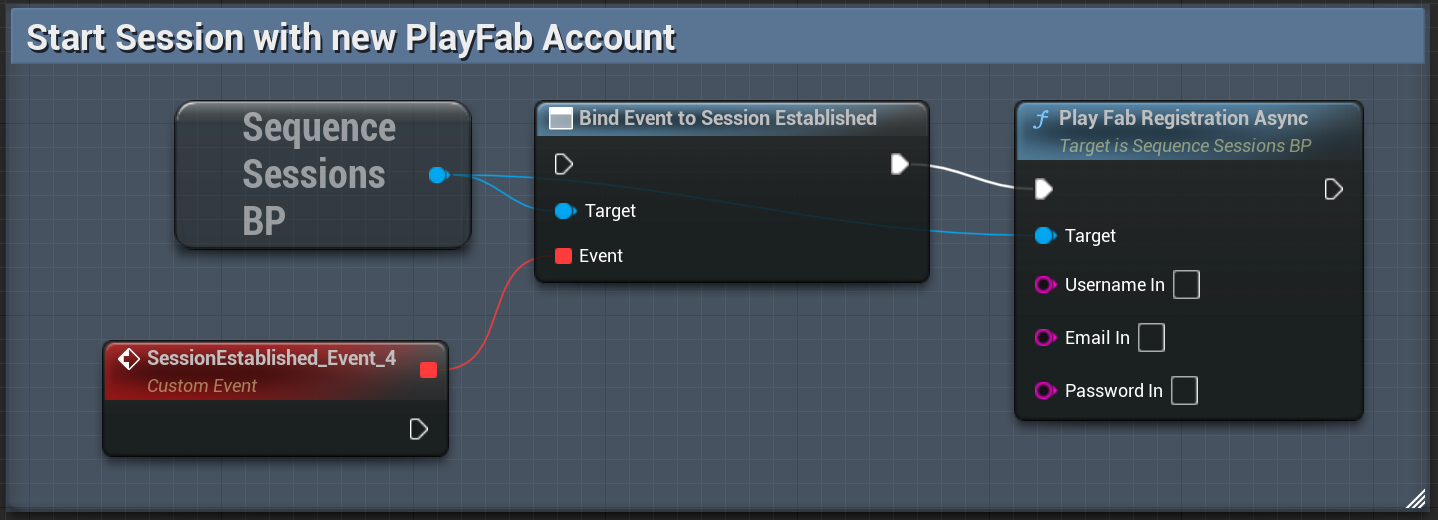 Start Session with new PlayFab Account
Sequence
Sessions
BP
Bind Event to Session Established
Target
Event
SessionEstablished_Event_4
Custom Event
f Play Fab Registration Async
Target is Sequence Sessions BP
Target
Username In
Email In
Password In